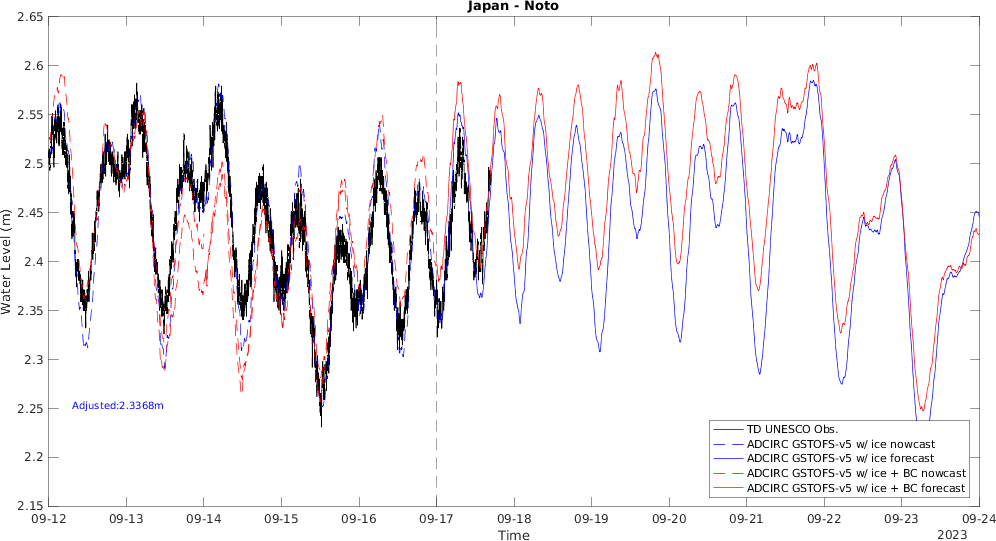 Japan - Noto
2.65
2.6
2.55
2.5
2.45
2.4
2.35
2.3
2.25
2.2
2.15
Water Level (m)
Adjusted:2.3368m
TD UNESCO Obs.
ADCIRC GSTOFS-v5 w/ ice nowcast
ADCIRC GSTOFS-v5 w/ ice forecast
ADCIRC GSTOFS-v5 w/ ice + BC nowcast
ADCIRC GSTOFS-v5 w/ ice + BC forecast
09-12 09-13 09-14 09-15 09-16 09-17 09-18 09-19 09-20 09-21 09-22 09-23 09-24
Time
2023